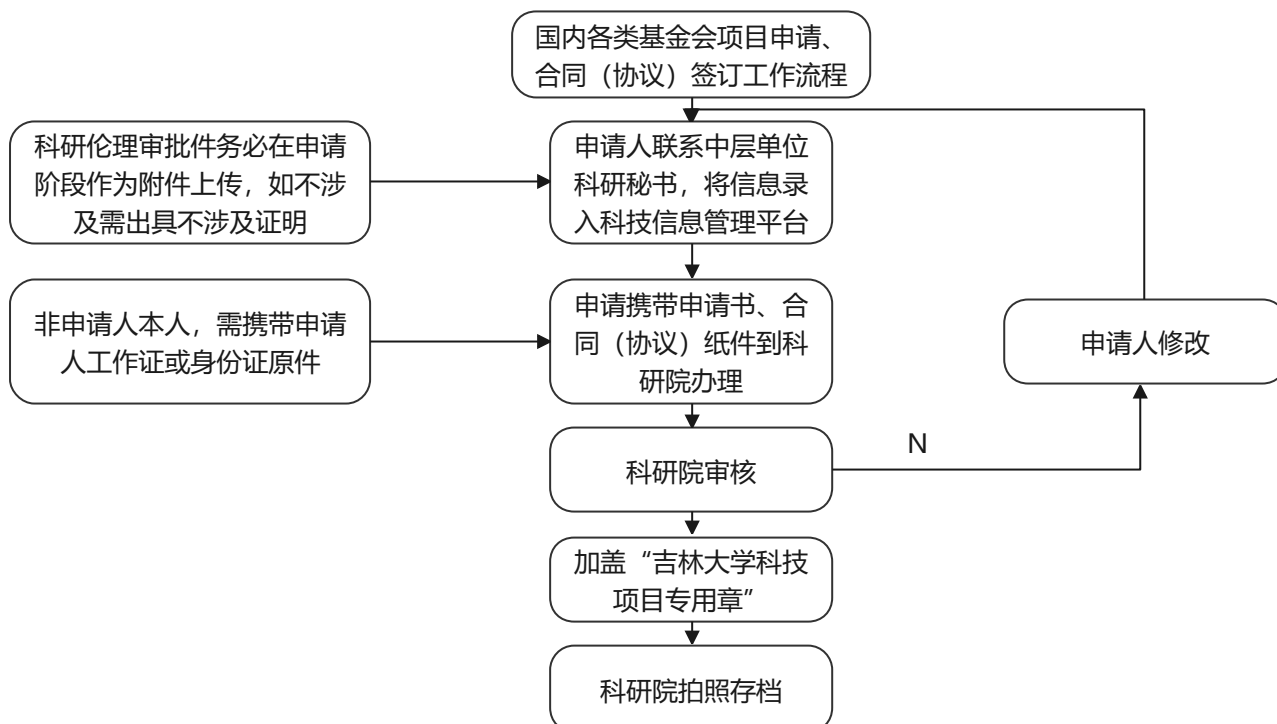 国内各类基金会项目申请、
合同（协议）签订工作流程
科研伦理审批件务必在申请
阶段作为附件上传，如不涉
及需出具不涉及证明
申请人联系中层单位
科研秘书，将信息录
入科技信息管理平台
非申请人本人，需携带申请
人工作证或身份证原件
申请携带申请书、合
同（协议）纸件到科
研院办理
申请人修改
科研院审核
N
加盖“吉林大学科技
项目专用章”
科研院拍照存档